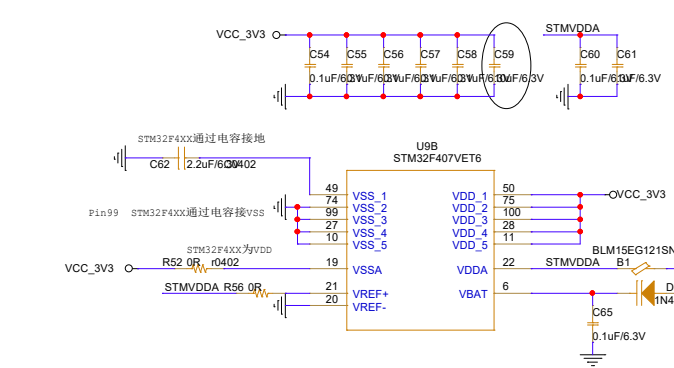 VCC_3V3
STMVDDA
C54
C55
C56
C57
C58
C59
C60
C61
0.1uF/6.3V
0.1uF/6.3V
STM32F4XX通过电容接地
C62
2.2uF/6.3V
C0402
U9B
STM32F407VET6
49
74
99
27
10
VSS_1
VSS_2
VSS_3
VSS_4
VSS_5
VDD_1
VDD_2
VDD_3
VDD_4
VDD_5
50
75
100
28
11
VCC_3V3
Pin99 STM32F4XX通过电容接VSS
STM32F4XX为VDD
VCC_3V3
R52 0R r0402
19
VSSA
VDDA
22
STMVDDA
BLM15EG121SN
B1
STMVDDA R56 0R
21
20
VREF+
VREF-
VBAT
6
D
1N4
C65
0.1uF/6.3V